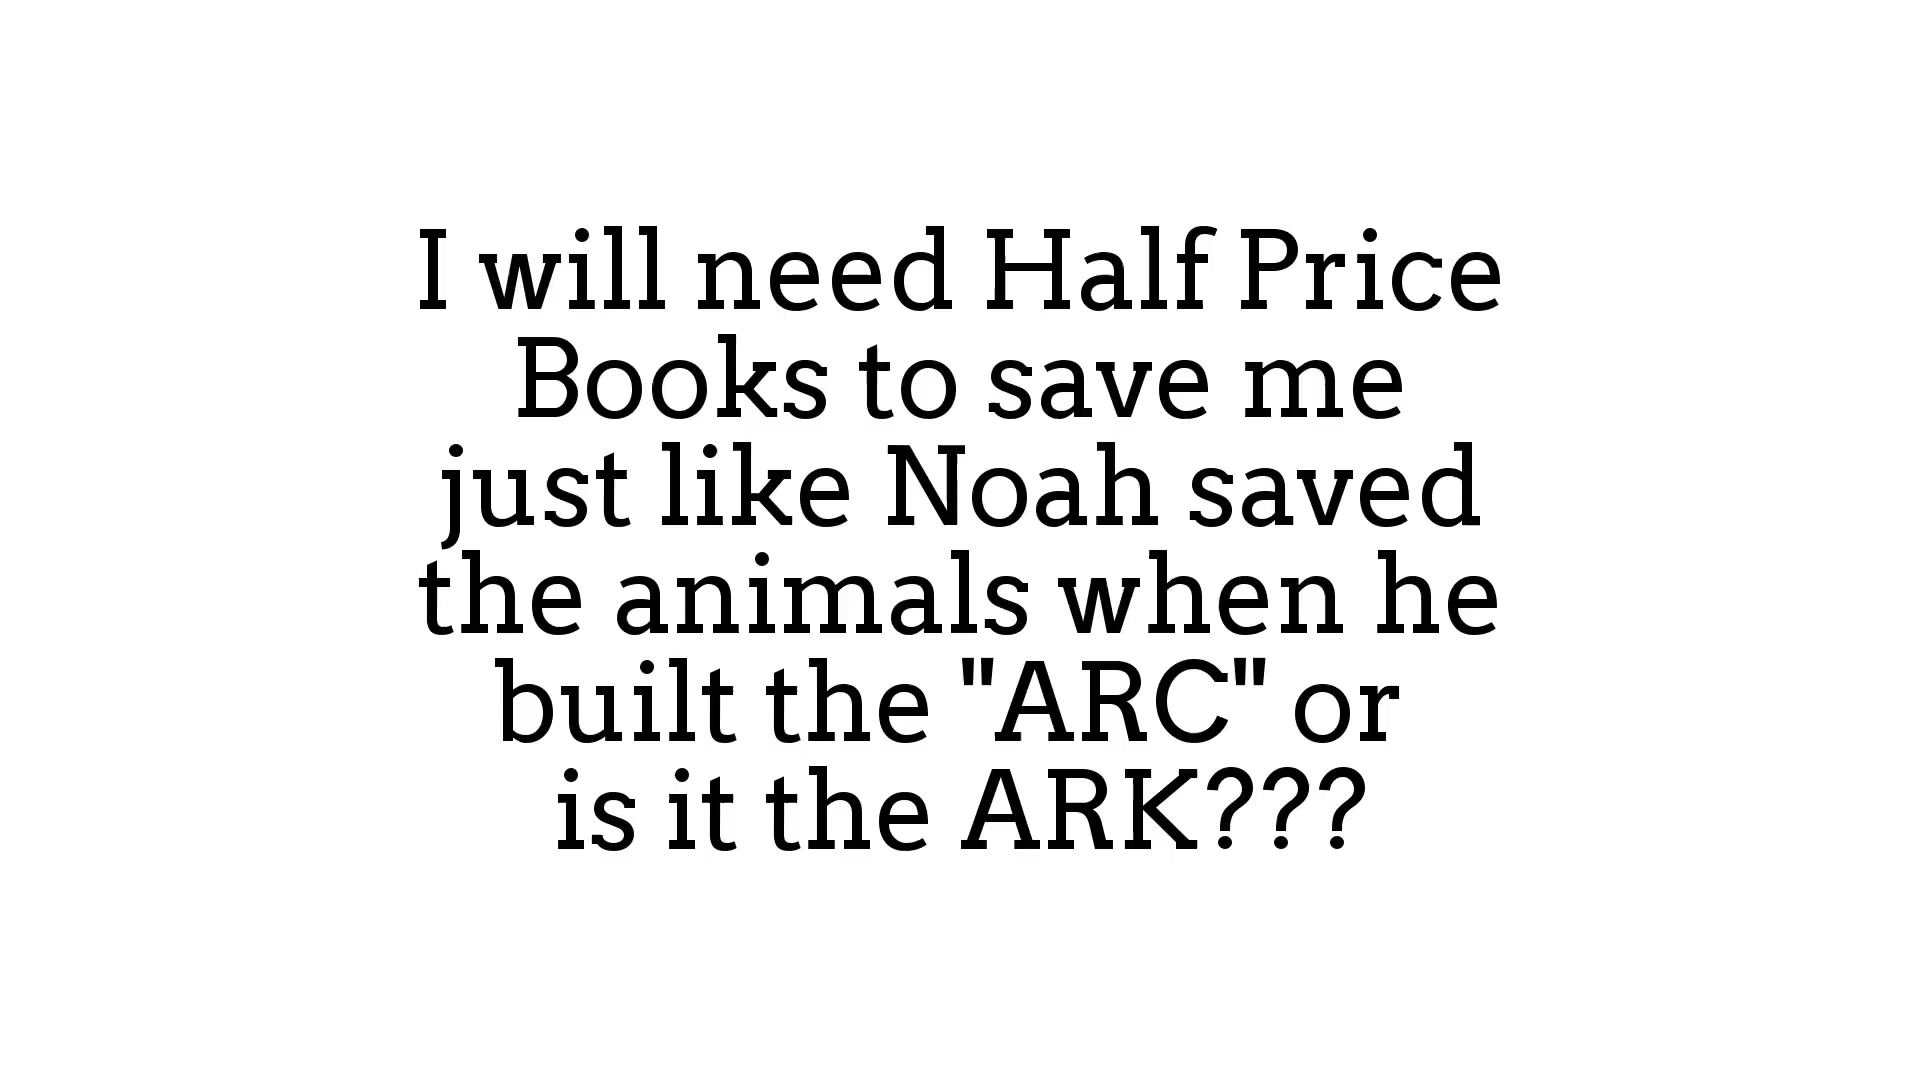 I will need Half Price
Books to save me
just like Noah saved
the animals when he
built the "ARC" or
is it the ARK???